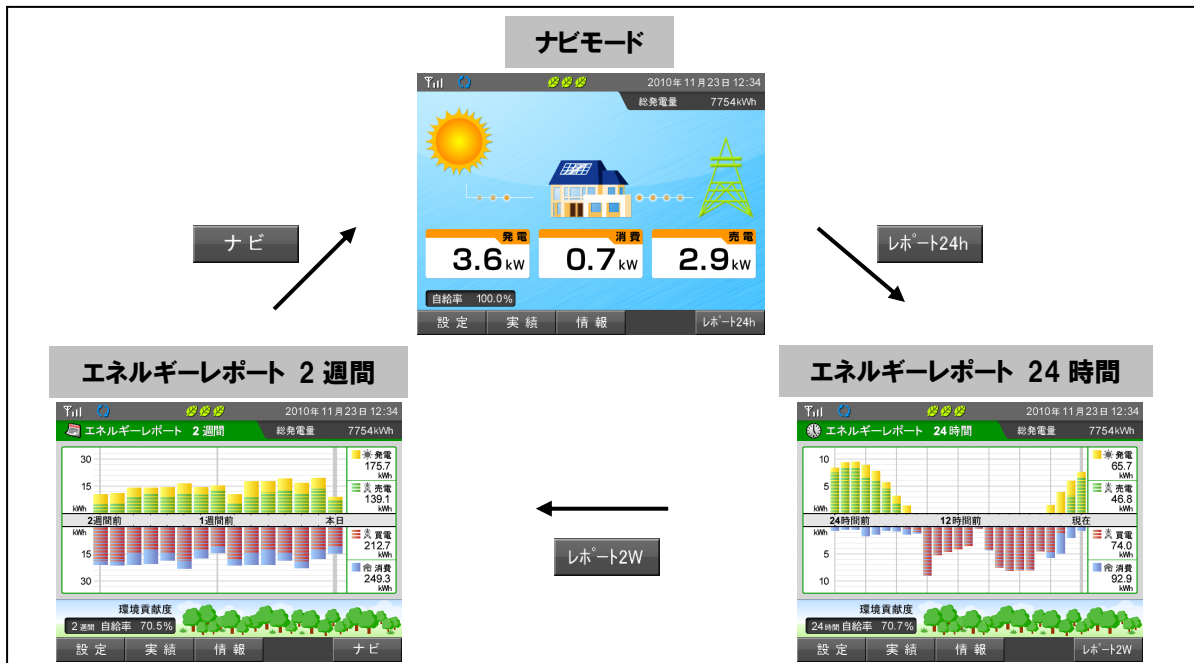 ナビモード
2010年11月23日 12:34
総発電量 7754kWh
発電 消費 売電
3.6kW 0.7kW 2.9kW
自給率 100.0%
設定 実績 情報 レポート24h
ナビ
レポート24h
エネルギーレポート 2 週間
2010年11月23日 12:34
エネルギーレポート 2週間 総発電量 7754kWh
30
15
kWh
2週間前 1週間前 本日
kWh
15
30
発電
175.7
kWh
売電
139.1
kWh
買電
212.7
kWh
消費
249.3
kWh
環境貢献度
2週間 自給率 70.5%
設定 実績 情報 ナビ
レポート2W
エネルギーレポート 24 時間
2010年11月23日 12:34
エネルギーレポート 24時間 総発電量 7754kWh
10
5
kWh
24時間前 12時間前 現在
kWh
5
10
発電
65.7
kWh
売電
46.8
kWh
買電
74.0
kWh
消費
92.9
kWh
環境貢献度
24時間 自給率 70.7%
設定 実績 情報 レポート2W